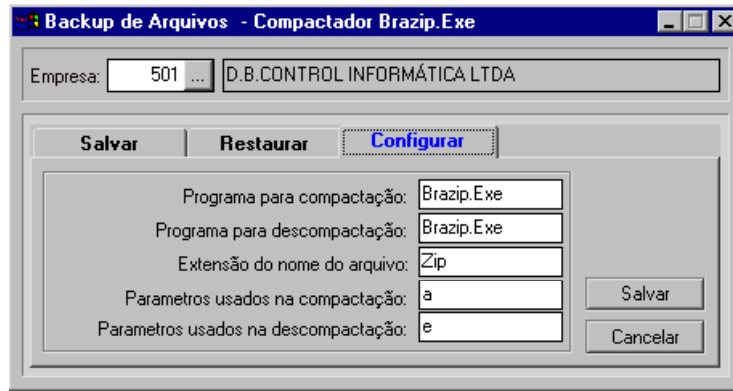 Backup de Arquivos - Compactador Brazip.Exe
Empresa: 501 ... D.B.CONTROL INFORMÁTICA LTDA
Salvar Restaurar Configurar
Programa para compactação: Brazip.Exe
Programa para descompactação: Brazip.Exe
Extensão do nome do arquivo: Zip
Parametros usados na compactação: a Salvar
Parametros usados na descompactação: e Cancelar